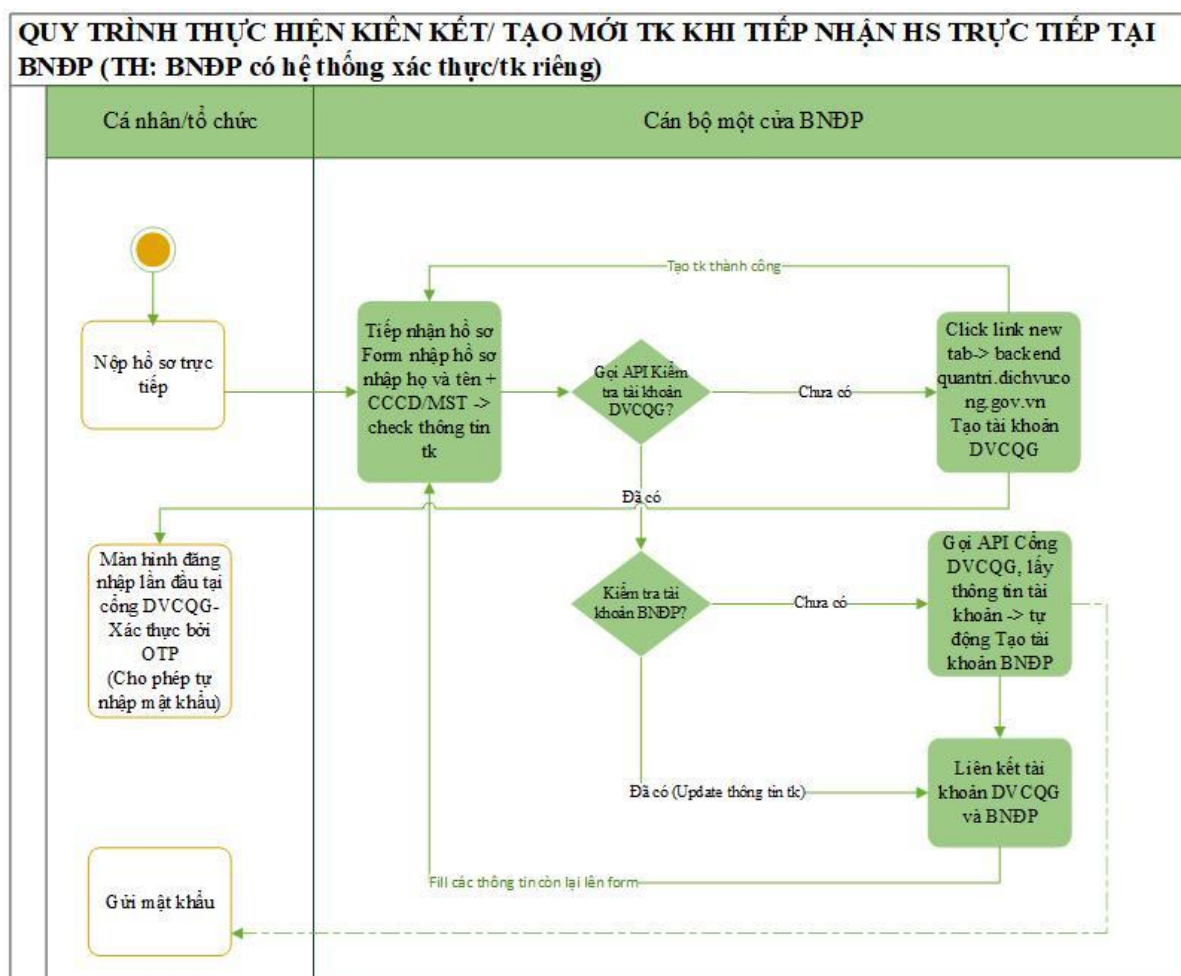 QUY TRÌNH THỰC HIỆN KIÊN KẾT/ TẠO MỚI TK KHI TIẾP NHẬN HS TRỰC TIẾP TẠI
BNĐP (TH: BNĐP có hệ thống xác thực/tk riêng)
Cá nhân/tổ chức
Cán bộ một cửa BNĐP
Tạo tk thành công
Nộp hồ sơ trực
tiếp
Tiếp nhận hồ sơ
Form nhập hồ sơ
nhập họ và tên +
CCCD/MST ->
check thông tin
tk
Gọi API Kiểm
tra tài khoản
DVCQG?
Chưa có
Click link new
tab-> backend
quantri.dichvuco
ng.gov.vn
Tạo tài khoản
DVCQG
Đã có
Màn hình đăng
nhập lần đầu tại
cổng DVCQG-
Xác thực bởi
OTP
(Cho phép tự
nhập mật khẩu)
Kiểm tra tài
khoản BNĐP?
Chưa có
Gọi API Cổng
DVCQG, lấy
thông tin tài
khoản -> tự
động Tạo tài
khoản BNĐP
Đã có (Update thông tin tk)
Liên kết tài
khoản DVCQG
và BNĐP
Fill các thông tin còn lại lên form
Gửi mật khẩu